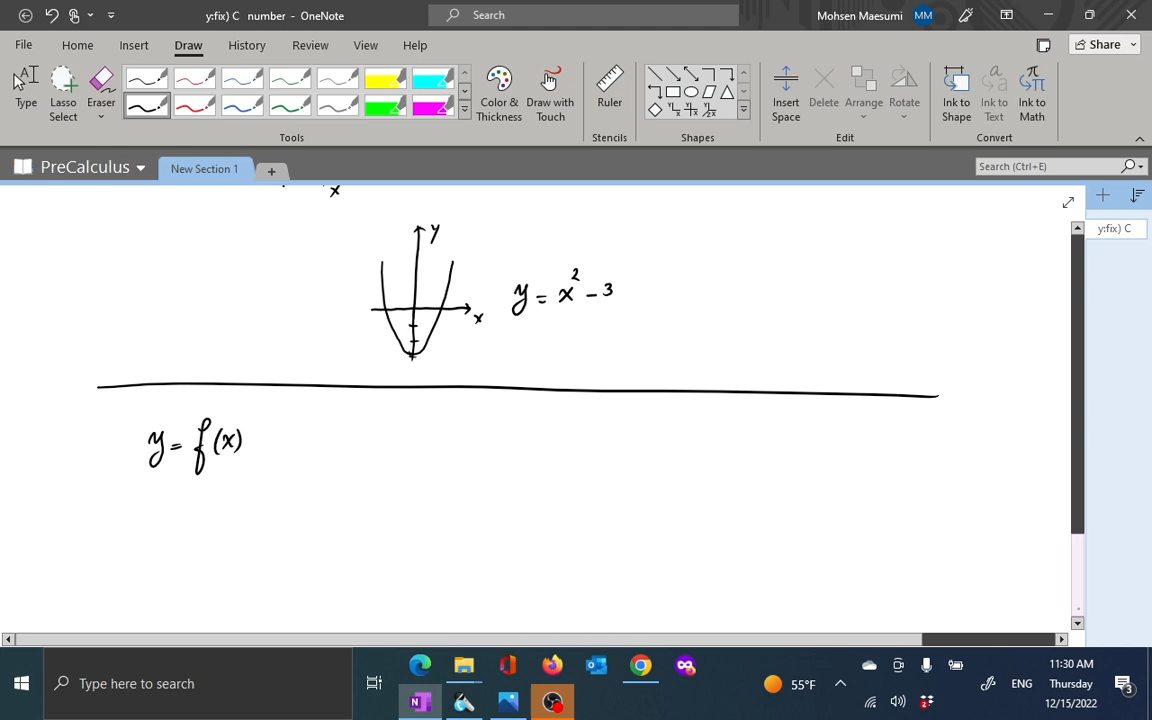 y:fix) C number - OneNote
Search
Mohsen Maesumi MM
File Home Insert Draw History Review View Help
Share
Type
Lasso Select
Eraser
Color & Thickness
Draw with Touch
Ruler
Insert Space
Delete
Arrange
Rotate
Ink to Shape
Ink to Text
Ink to Math
Tools
Stencils
Shapes
Edit
Convert
PreCalculus
New Section 1
+
Search (Ctrl+E)
y:fix) C
x
y
x
y = x² - 3
y = f(x)
Type here to search
55°F
ENG
11:30 AM
Thursday
12/15/2022
3